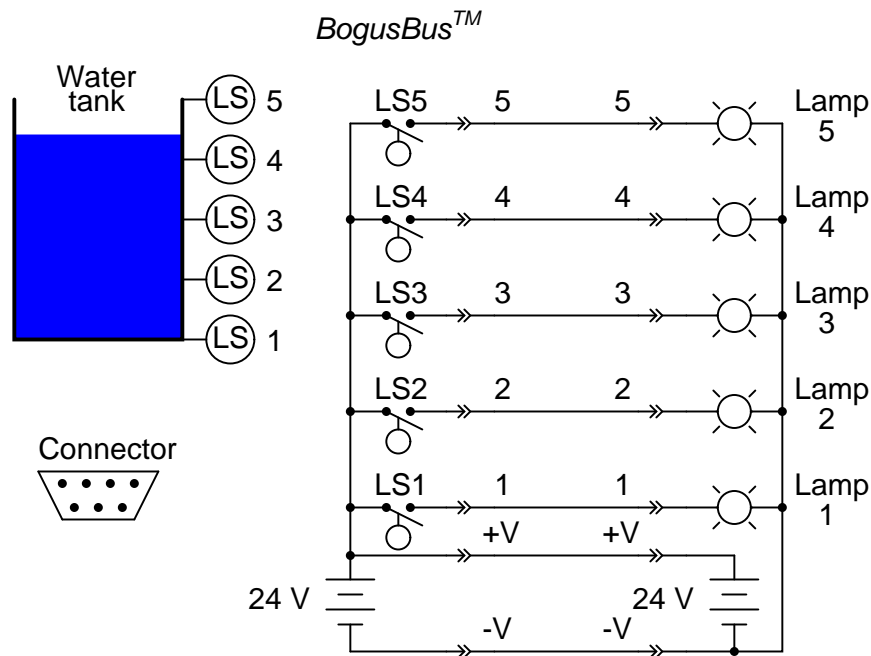 BogusBus™
Water
tank
LS 5
LS 4
LS 3
LS 2
LS 1
Connector
LS5 5 5 Lamp
5
LS4 4 4 Lamp
4
LS3 3 3 Lamp
3
LS2 2 2 Lamp
2
LS1 1 1 Lamp
1
+V +V
24 V 24 V
-V -V